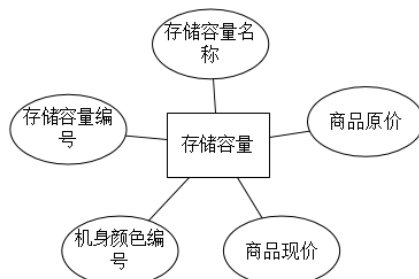 存储容量名
称
存储容量编
号
商品原价
存储容量
机身颜色编
号
商品现价